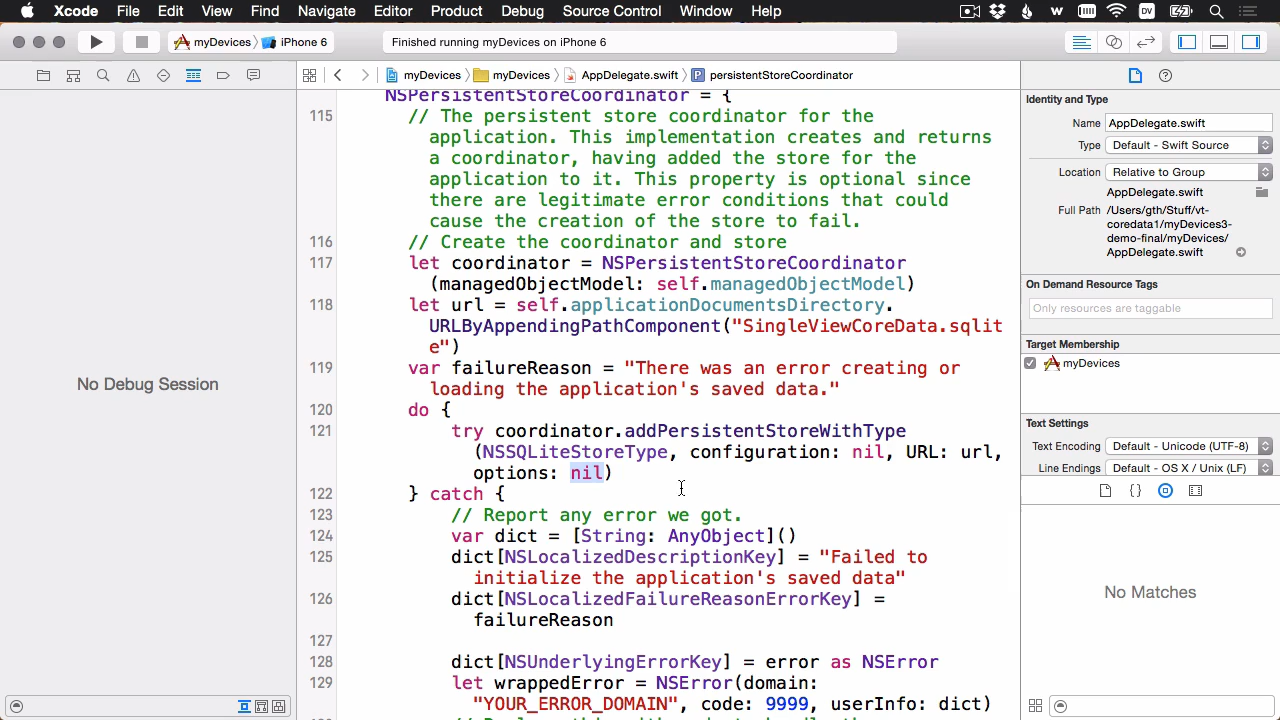 Xcode File Edit View Find Navigate Editor Product Debug Source Control Window Help
DV
myDevices iPhone 6
Finished running myDevices on iPhone 6
myDevices myDevices AppDelegate.swift P persistentStoreCoordinator
No Debug Session
NSPersistentStoreCoordinator = {
115 // The persistent store coordinator for the
application. This implementation creates and returns
a coordinator, having added the store for the
application to it. This property is optional since
there are legitimate error conditions that could
cause the creation of the store to fail.
116 // Create the coordinator and store
117 let coordinator = NSPersistentStoreCoordinator
(managedObjectModel: self.managedObjectModel)
118 let url = self.applicationDocumentsDirectory.
URLByAppendingPathComponent("SingleViewCoreData.sqlit
e")
119 var failureReason = "There was an error creating or
loading the application's saved data."
120 do {
121 try coordinator.addPersistentStoreWithType
(NSSQLiteStoreType, configuration: nil, URL: url,
options: nil)
122 } catch {
123 // Report any error we got.
124 var dict = [String: AnyObject]()
125 dict[NSLocalizedDescriptionKey] = "Failed to
initialize the application's saved data"
126 dict[NSLocalizedFailureReasonErrorKey] =
failureReason
127
128 dict[NSUnderlyingErrorKey] = error as NSError
129 let wrappedError = NSError(domain:
"YOUR_ERROR_DOMAIN", code: 9999, userInfo: dict)
Identity and Type
Name AppDelegate.swift
Type Default - Swift Source
Location Relative to Group
AppDelegate.swift
Full Path /Users/gth/Stuff/vt-
coredata1/myDevices3-
demo-final/myDevices/
AppDelegate.swift
On Demand Resource Tags
Only resources are taggable
Target Membership
myDevices
Text Settings
Text Encoding Default - Unicode (UTF-8)
Line Endings Default - OS X / Unix (LF)
No Matches